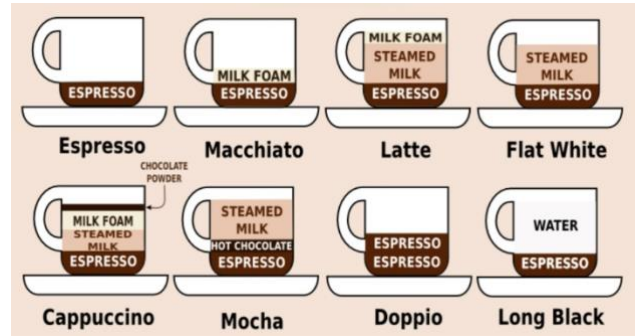 ESPRESSO
Espresso
MILK FOAM
ESPRESSO
Macchiato
MILK FOAM
STEAMED
MILK
ESPRESSO
Latte
STEAMED
MILK
ESPRESSO
Flat White
CHOCOLATE
POWDER
MILK FOAM
STEAMED
MILK
ESPRESSO
Cappuccino
STEAMED
MILK
HOT CHOCOLATE
ESPRESSO
Mocha
ESPRESSO
ESPRESSO
Doppio
WATER
ESPRESSO
Long Black